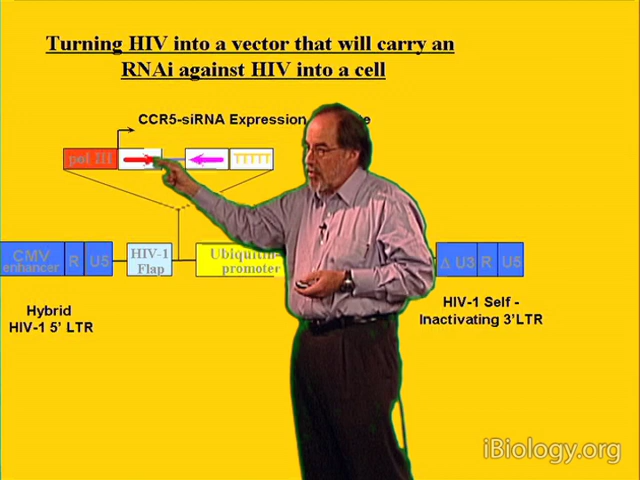 Turning HIV into a vector that will carry an
RNAi against HIV into a cell
CCR5-siRNA Expression
pol III
TTTTT
CMV
enhancer
R
U5
HIV-1
Flap
Ubiquitin-
promoter
Δ U3
R
U5
Hybrid
HIV-1 5' LTR
HIV-1 Self -
Inactivating 3'LTR
iBiology.org